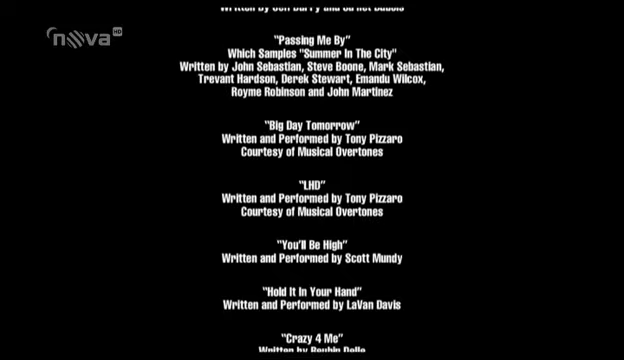 nova HD
"Passing Me By"
Which Samples "Summer In The City"
Written by John Sebastian, Steve Boone, Mark Sebastian,
Trevant Hardson, Derek Stewart, Emandu Wilcox,
Royme Robinson and John Martinez
"Big Day Tomorrow"
Written and Performed by Tony Pizzaro
Courtesy of Musical Overtones
"LHD"
Written and Performed by Tony Pizzaro
Courtesy of Musical Overtones
"You'll Be High"
Written and Performed by Scott Mundy
"Hold It In Your Hand"
Written and Performed by LaVan Davis
"Crazy 4 Me"
Written by